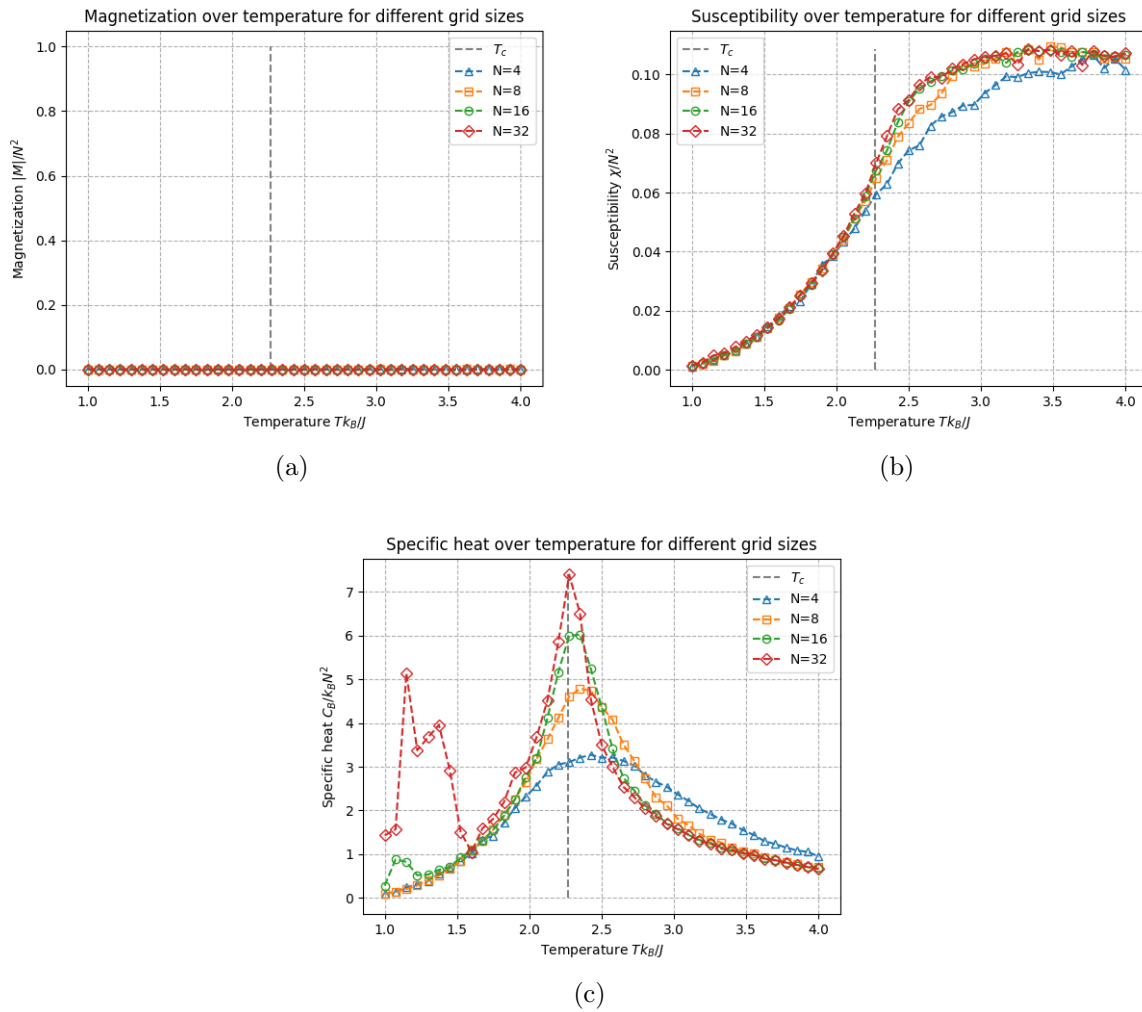 Magnetization over temperature for different grid sizes
Magnetization |M|/N²
1.0
0.8
0.6
0.4
0.2
0.0
T_c
N=4
N=8
N=16
N=32
1.0 1.5 2.0 2.5 3.0 3.5 4.0
Temperature Tk_B/J
(a)
Susceptibility over temperature for different grid sizes
Susceptibility χ/N²
0.10
0.08
0.06
0.04
0.02
0.00
T_c
N=4
N=8
N=16
N=32
1.0 1.5 2.0 2.5 3.0 3.5 4.0
Temperature Tk_B/J
(b)
Specific heat over temperature for different grid sizes
Specific heat C_B/k_BN²
7
6
5
4
3
2
1
0
T_c
N=4
N=8
N=16
N=32
1.0 1.5 2.0 2.5 3.0 3.5 4.0
Temperature Tk_B/J
(c)